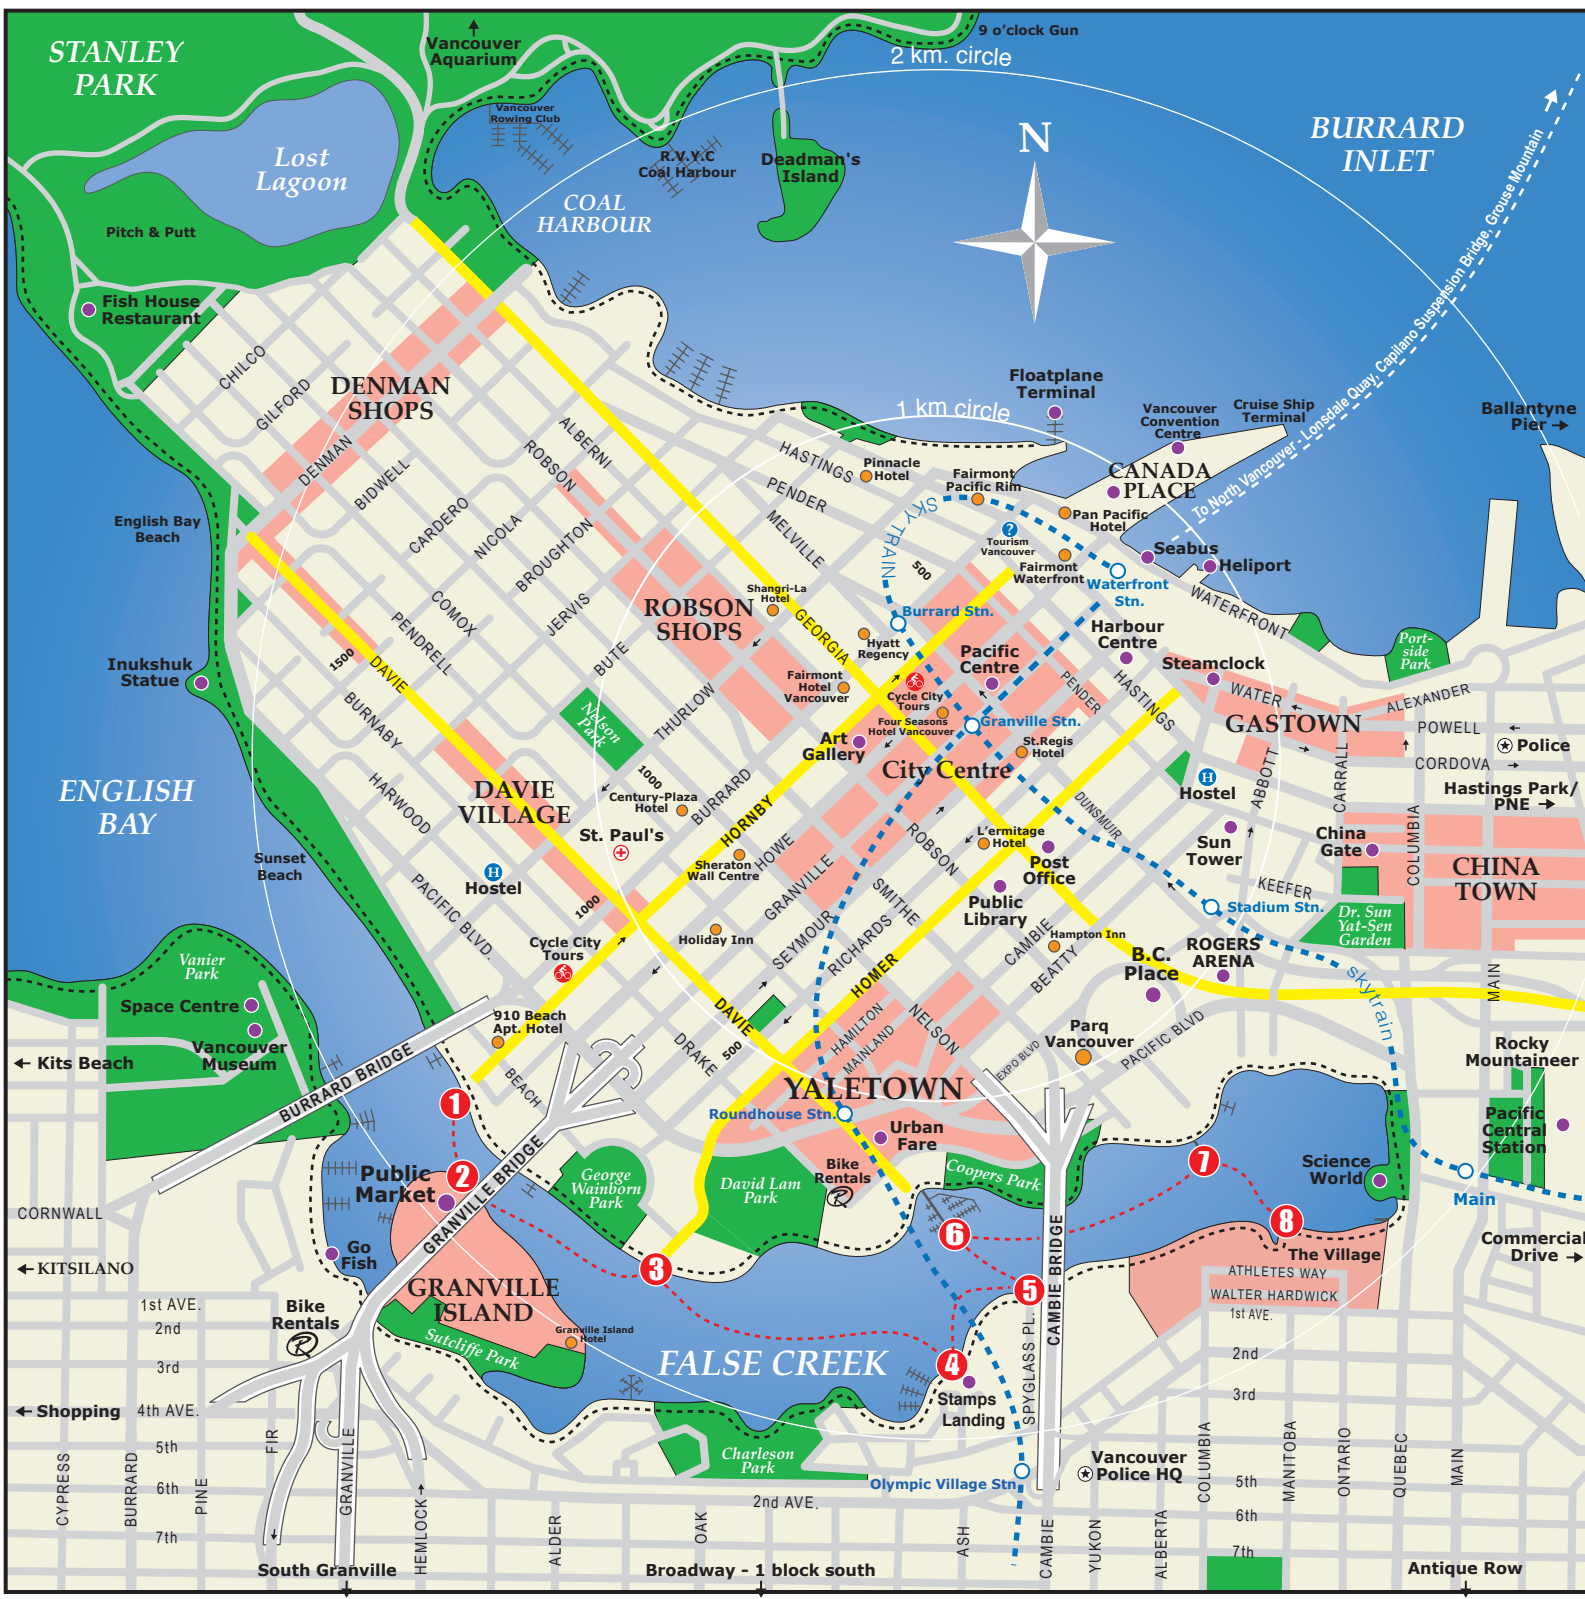 STANLEY
PARK
Vancouver
Aquarium
9 o'clock Gun
2 km. circle
Vancouver
Rowing Club
R.V.Y.C
Coal Harbour
Deadman's
Island
N
BURRARD
INLET
Lost
Lagoon
COAL
HARBOUR
Pitch & Putt
Fish House
Restaurant
To North Vancouver - Lonsdale Quay, Capilano Suspension Bridge, Grouse Mountain
CHILCO
GILFORD
DENMAN
SHOPS
DENMAN
BIDWELL
CARDERO
NICOLA
BROUGHTON
JERVIS
BUTE
THURLOW
BURRARD
HORNBY
HOWE
GRANVILLE
SEYMOUR
RICHARDS
HOMER
HAMILTON
MAINLAND
CAMBIE
BEATTY
ALBERNI
ROBSON
COMOX
PENDRELL
DAVIE
1500
BURNABY
HARWOOD
PACIFIC BLVD.
1 km circle
Floatplane
Terminal
Vancouver
Convention
Centre
Cruise Ship
Terminal
Ballantyne
Pier →
HASTINGS
PENDER
MELVILLE
Pinnacle
Hotel
Fairmont
Pacific Rim
CANADA
PLACE
Pan Pacific
Hotel
SKYTRAIN
500
?
Tourism
Vancouver
Fairmont
Waterfront
Waterfront
Stn.
Seabus
Heliport
WATERFRONT
English Bay
Beach
Inukshuk
Statue
ENGLISH
BAY
Sunset
Beach
ROBSON
SHOPS
Shangri-La
Hotel
GEORGIA
Burrard Stn.
Hyatt
Regency
Pacific
Centre
Harbour
Centre
Steamclock
Port-
side
Park
Fairmont
Hotel
Vancouver
Cycle City
Tours
Four Seasons
Hotel Vancouver
Granville Stn.
PENDER
HASTINGS
WATER
GASTOWN
ALEXANDER
POWELL
CORDOVA
Police
Hastings Park/
PNE →
Nelson
Park
1000
Art
Gallery
City Centre
St.Regis
Hotel
DUNSMUIR
H
Hostel
ABBOTT
CARRALL
COLUMBIA
China
Gate
CHINA
TOWN
DAVIE
VILLAGE
Century-Plaza
Hotel
St. Paul's
H
Hostel
1000
Sheraton
Wall Centre
Holiday Inn
ROBSON
SMITHE
L'ermitage
Hotel
Post
Office
Public
Library
Sun
Tower
KEEFER
Stadium Stn.
Dr. Sun
Yat-Sen
Garden
Hampton Inn
B.C.
Place
ROGERS
ARENA
skytrain
MAIN
Cycle City
Tours
910 Beach
Apt. Hotel
BEACH
DRAKE
DAVIE
500
NELSON
EXPO BLVD
Parq
Vancouver
PACIFIC BLVD
YALETOWN
Roundhouse Stn.
Urban
Fare
Bike
Rentals
R
Vanier
Park
Space Centre
Vancouver
Museum
← Kits Beach
BURRARD BRIDGE
Rocky
Mountaineer
Pacific
Central
Station
Science
World
Main
Commercial
Drive →
1
2
3
4
5
6
7
8
Public
Market
GRANVILLE BRIDGE
George
Wainborn
Park
David Lam
Park
Coopers Park
CAMBIE BRIDGE
The Village
ATHLETES WAY
WALTER HARDWICK
1st AVE.
2nd
3rd
5th
6th
7th
CORNWALL
Go
Fish
← KITSILANO
GRANVILLE
ISLAND
Granville Island
Hotel
Sutcliffe Park
Bike
Rentals
R
FALSE CREEK
Stamps
Landing
SPYGLASS PL.
Charleson
Park
Olympic Village Stn.
Vancouver
Police HQ
1st AVE.
2nd
3rd
← Shopping
4th AVE.
5th
6th
7th
2nd AVE.
CYPRESS
BURRARD
PINE
FIR
GRANVILLE
HEMLOCK →
ALDER
OAK
ASH
CAMBIE
YUKON
ALBERTA
COLUMBIA
MANITOBA
ONTARIO
QUEBEC
MAIN
South Granville
Broadway - 1 block south
Antique Row